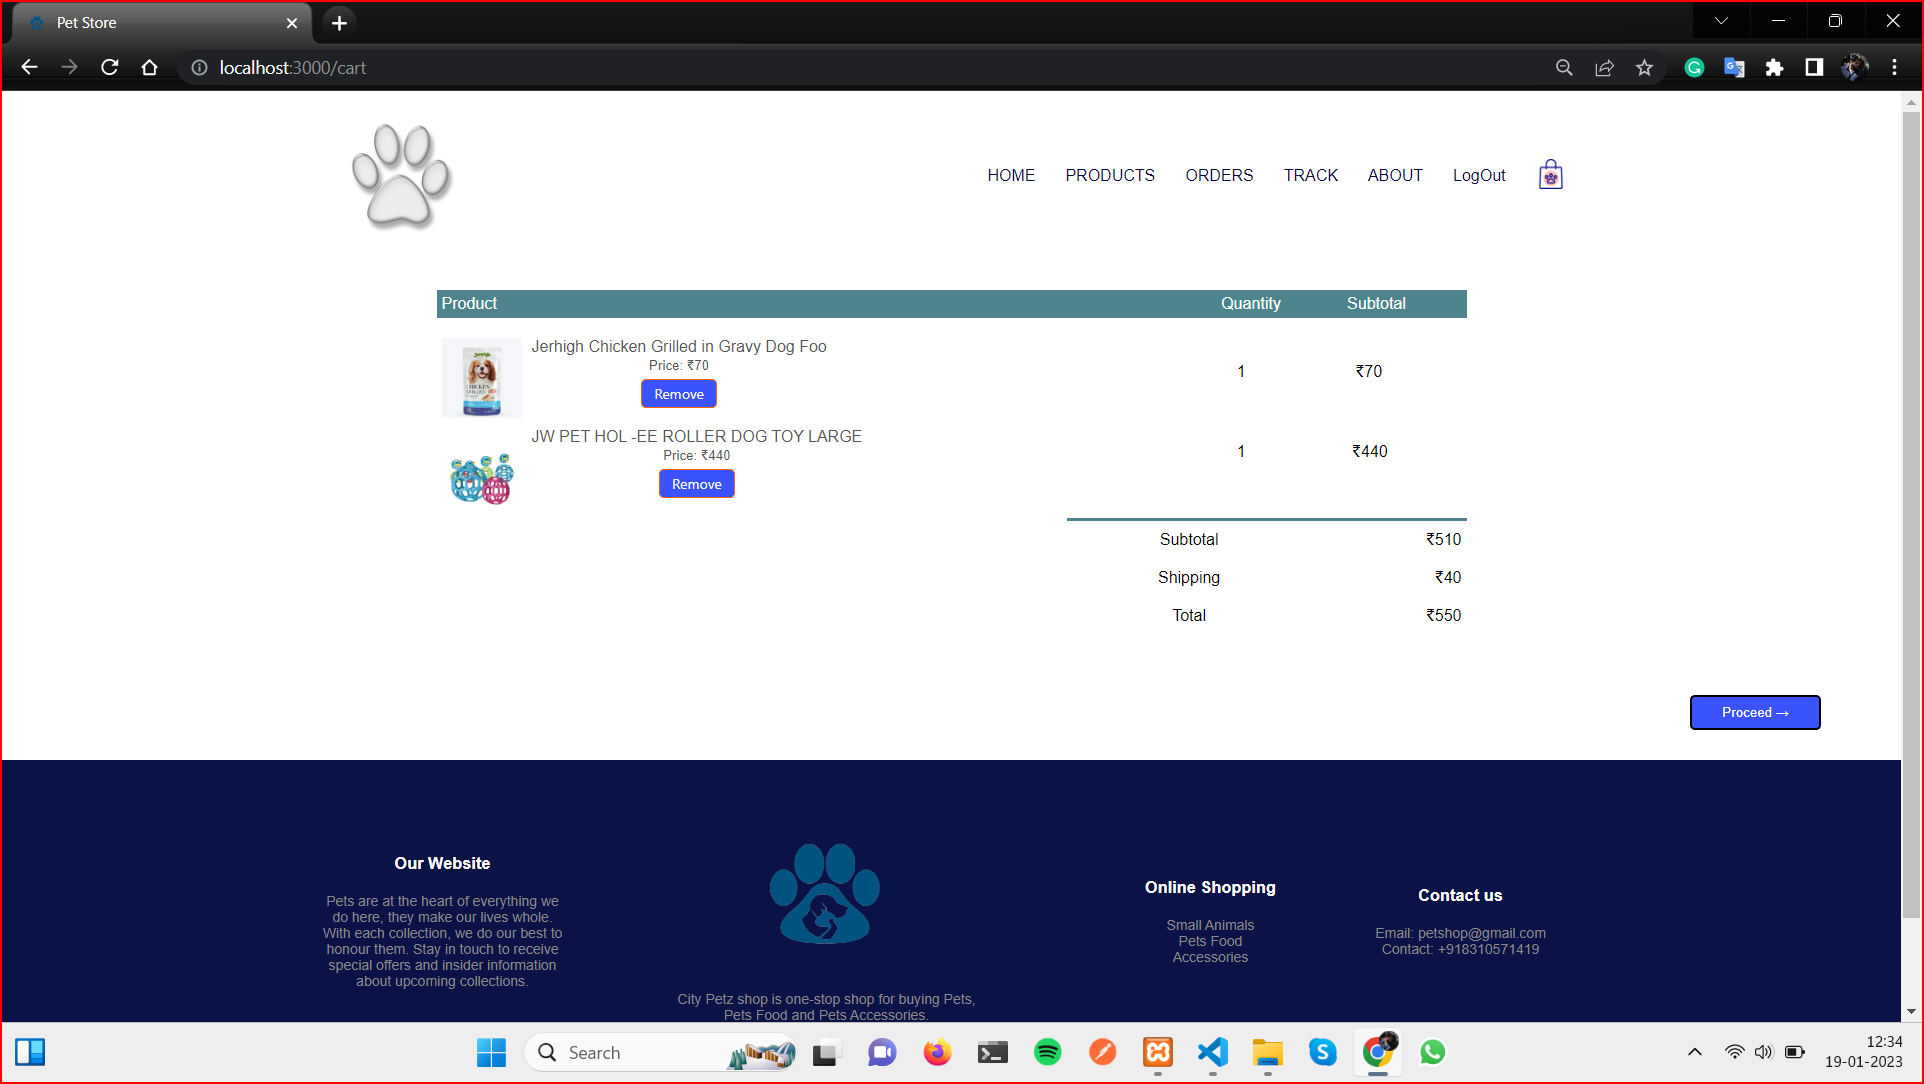 Pet Store
localhost:3000/cart
HOME PRODUCTS ORDERS TRACK ABOUT LogOut
Product Quantity Subtotal
Jerhigh Chicken Grilled in Gravy Dog Foo
Price: ₹70
1 ₹70
Remove
JW PET HOL -EE ROLLER DOG TOY LARGE
Price: ₹440
1 ₹440
Remove
Subtotal ₹510
Shipping ₹40
Total ₹550
Proceed →
Our Website
Pets are at the heart of everything we
do here, they make our lives whole.
With each collection, we do our best to
honour them. Stay in touch to receive
special offers and insider information
about upcoming collections.
City Petz shop is one-stop shop for buying Pets,
Pets Food and Pets Accessories.
Online Shopping
Small Animals
Pets Food
Accessories
Contact us
Email: petshop@gmail.com
Contact: +918310571419
Search
12:34
19-01-2023